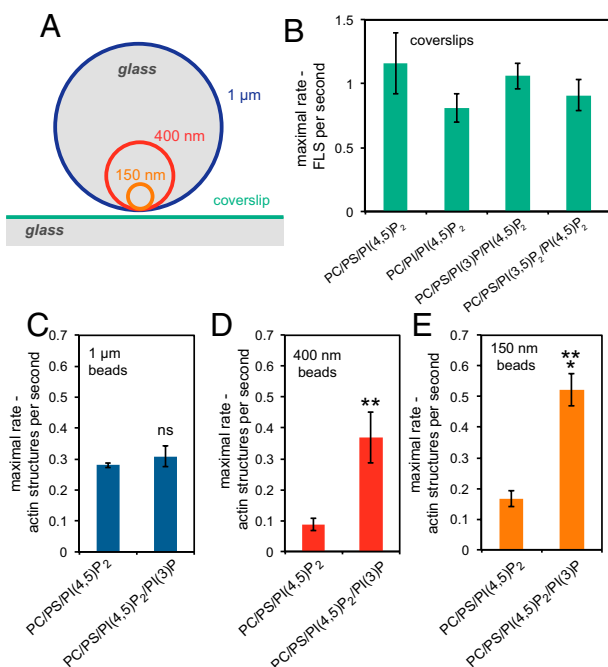 A
glass
1 µm
400 nm
150 nm
coverslip
glass
B
coverslips
maximal rate -
FLS per second
1.5
1
0.5
0
PC/PS/PI(4,5)P2
PC/PI/PI(4,5)P2
PC/PS/PI(3)P/PI(4,5)P2
PC/PS/PI(3,5)P2/PI(4,5)P2
C
1 µm
beads
maximal rate -
actin structures per second
0.7
0.6
0.5
0.4
0.3
0.2
0.1
0
ns
PC/PS/PI(4,5)P2
PC/PS/PI(4,5)P2/PI(3)P
D
400 nm
beads
maximal rate -
actin structures per second
0.7
0.6
0.5
0.4
0.3
0.2
0.1
0
**
PC/PS/PI(4,5)P2
PC/PS/PI(4,5)P2/PI(3)P
E
150 nm
beads
maximal rate -
actin structures per second
0.7
0.6
0.5
0.4
0.3
0.2
0.1
0
**
*
PC/PS/PI(4,5)P2
PC/PS/PI(4,5)P2/PI(3)P